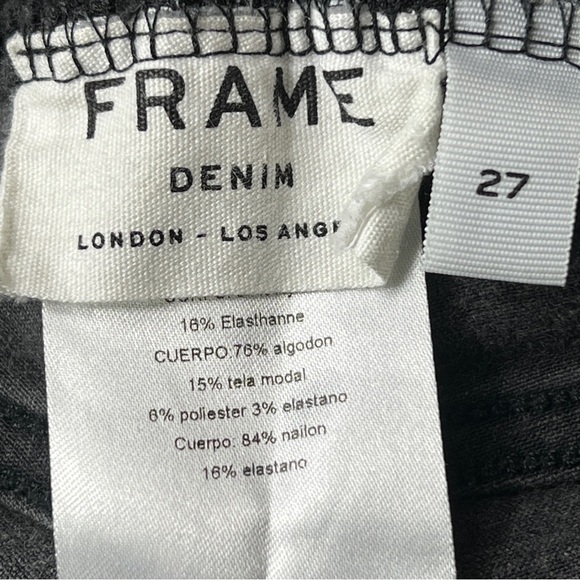 FRAME
DENIM
LONDON - LOS ANG
27
16% Elasthanne
CUERPO:76% algodon
15% tela modal
6% poliester 3% elastano
Cuerpo: 84% nailon
16% elastano